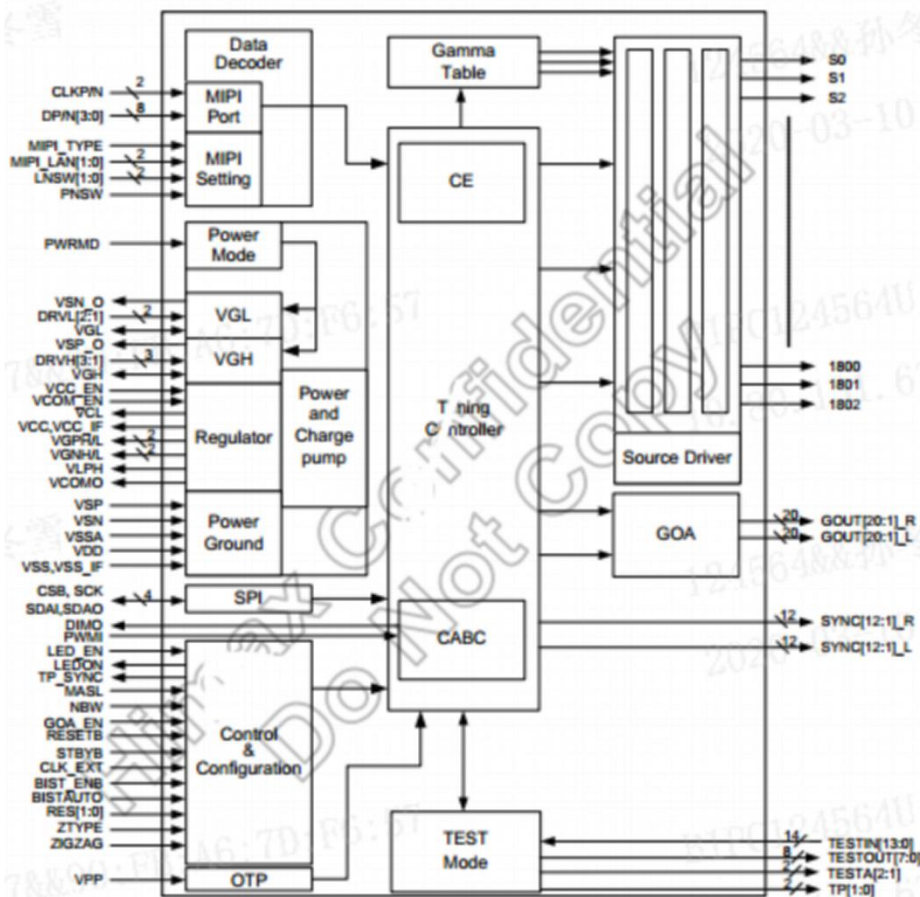 Data
Decoder
MIPI
Port
MIPI
Setting
CLKP/N
2
DP/N[3:0]
8
MIPI_TYPE
MIPI_LAN[1:0]
2
LNSW[1:0]
2
PNSW
PWRMD
Power
Mode
VSN_O
DRVL[2:1]
2
VGL
VSP_O
DRVH[3:1]
3
VGH
VCC_EN
VCOM_EN
VCL
VCC,VCC_IF
VGPH/L
2
VGNH/L
2
VLPH
VCOMO
VGL
VGH
Regulator
Power
and
Charge
pump
VSP
VSN
VSSA
VDD
VSS,VSS_IF
Power
Ground
CSB, SCK
4
SDAI,SDAO
SPI
DIMO
PWMI
LED_EN
LEDON
TP_SYNC
MASL
NBW
GOA_EN
RESETB
STBYB
CLK_EXT
BIST_ENB
BISTAUTO
RES[1:0]
ZTYPE
ZIGZAG
Control
&
Configuration
VPP
OTP
Gamma
Table
CE
Timing
Controller
CABC
TEST
Mode
Source Driver
GOA
S0
S1
S2
1800
1801
1802
20
GOUT[20:1]_R
20
GOUT[20:1]_L
12
SYNC[12:1]_R
12
SYNC[12:1]_L
14
TESTIN[13:0]
8
TESTOUT[7:0]
2
TESTA[2:1]
2
TP[1:0]
Himax Confidential
Do Not Copy